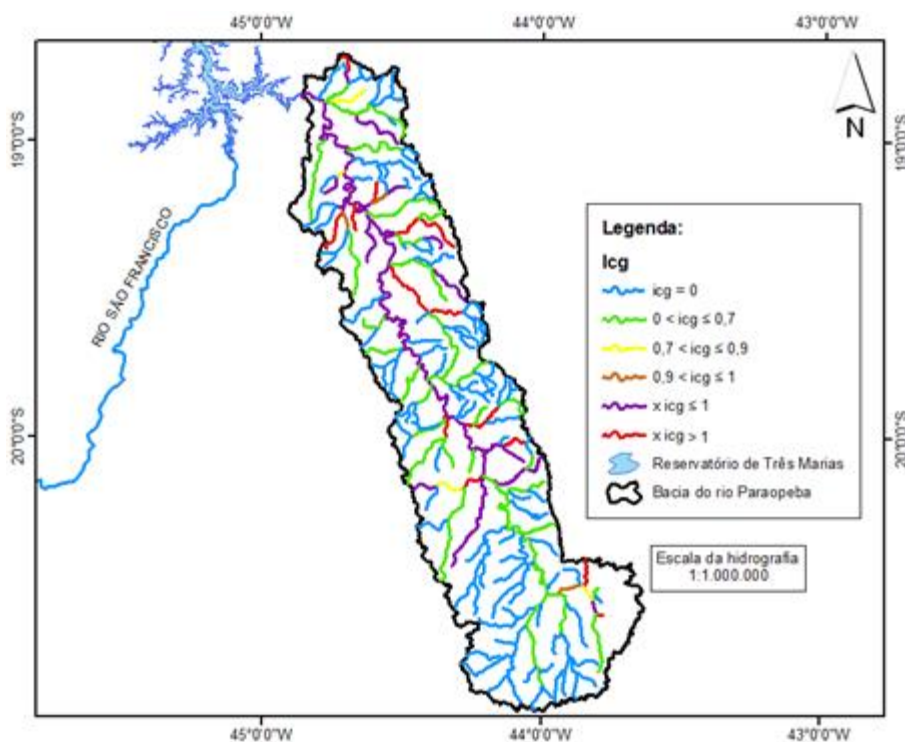 45°0'0"W 44°0'0"W 43°0'0"W
19°0'0"S
19°0'0"S
N
RIO SÃO FRANCISCO
Legenda:
Icg
icg = 0
0 < icg ≤ 0,7
0,7 < icg ≤ 0,9
0,9 < icg ≤ 1
x icg ≤ 1
x icg > 1
Reservatório de Três Marias
Bacia do rio Paraopeba
20°0'0"S
20°0'0"S
Escala da hidrografia
1:1.000.000
45°0'0"W 44°0'0"W 43°0'0"W